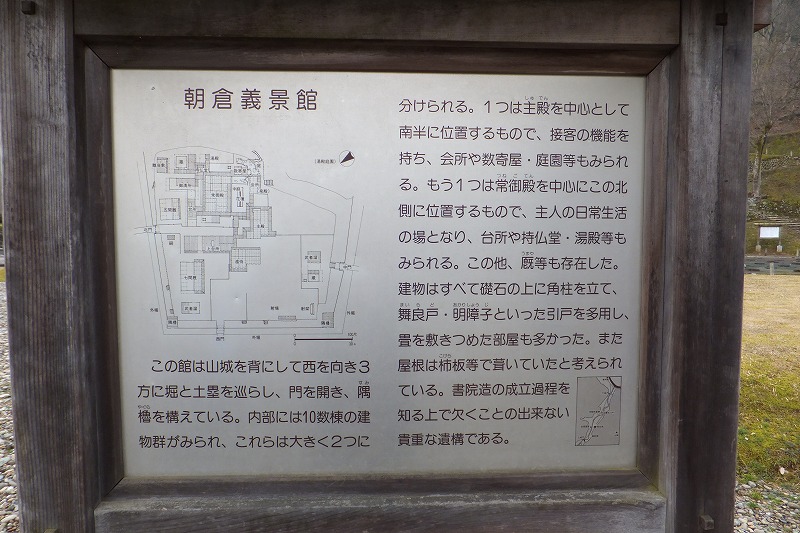 朝倉義景館
この館は山城を背にして西を向き3
方に堀と土塁を巡らし、門を開き、隅
櫓を構えている。内部には10数棟の建
物群がみられ、これらは大きく2つに
分けられる。1つは主殿を中心として
南半に位置するもので、接客の機能を
持ち、会所や数寄屋・庭園等もみられ
る。もう1つは常御殿を中心にこの北
側に位置するもので、主人の日常生活
の場となり、台所や持仏堂・湯殿等も
みられる。この他、厩等も存在した。
建物はすべて礎石の上に角柱を立て、
舞良戸・明障子といった引戸を多用し、
畳を敷きつめた部屋も多かった。また
屋根は杮板等で葺いていたと考えられ
ている。書院造の成立過程を
知る上で欠くことの出来ない
貴重な遺構である。